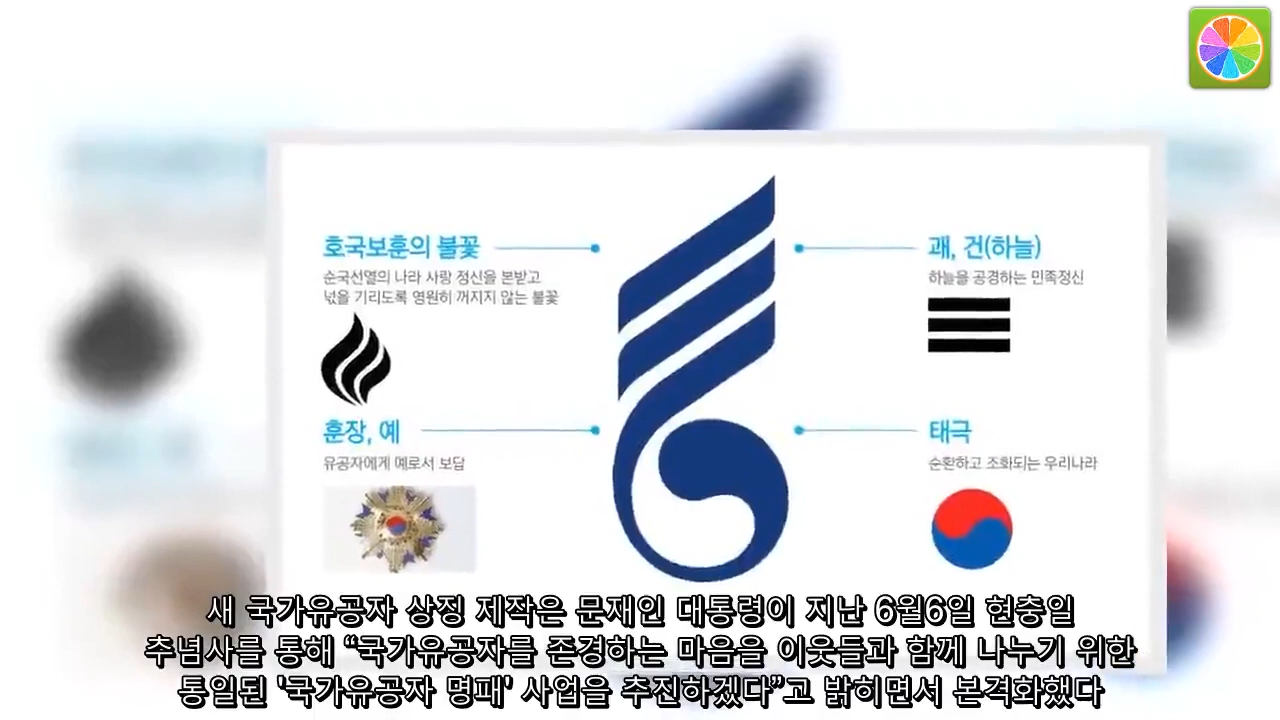 호국보훈의 불꽃
순국선열의 나라 사랑 정신을 본받고
넋을 기리도록 영원히 꺼지지 않는 불꽃
훈장, 예
유공자에게 예로서 보답
괘, 건(하늘)
하늘을 공경하는 민족정신
태극
순환하고 조화되는 우리나라
새 국가유공자 상징 제작은 문재인 대통령이 지난 6월6일 현충일
추념사를 통해 “국가유공자를 존경하는 마음을 이웃들과 함께 나누기 위한
통일된 '국가유공자 명패' 사업을 추진하겠다”고 밝히면서 본격화했다